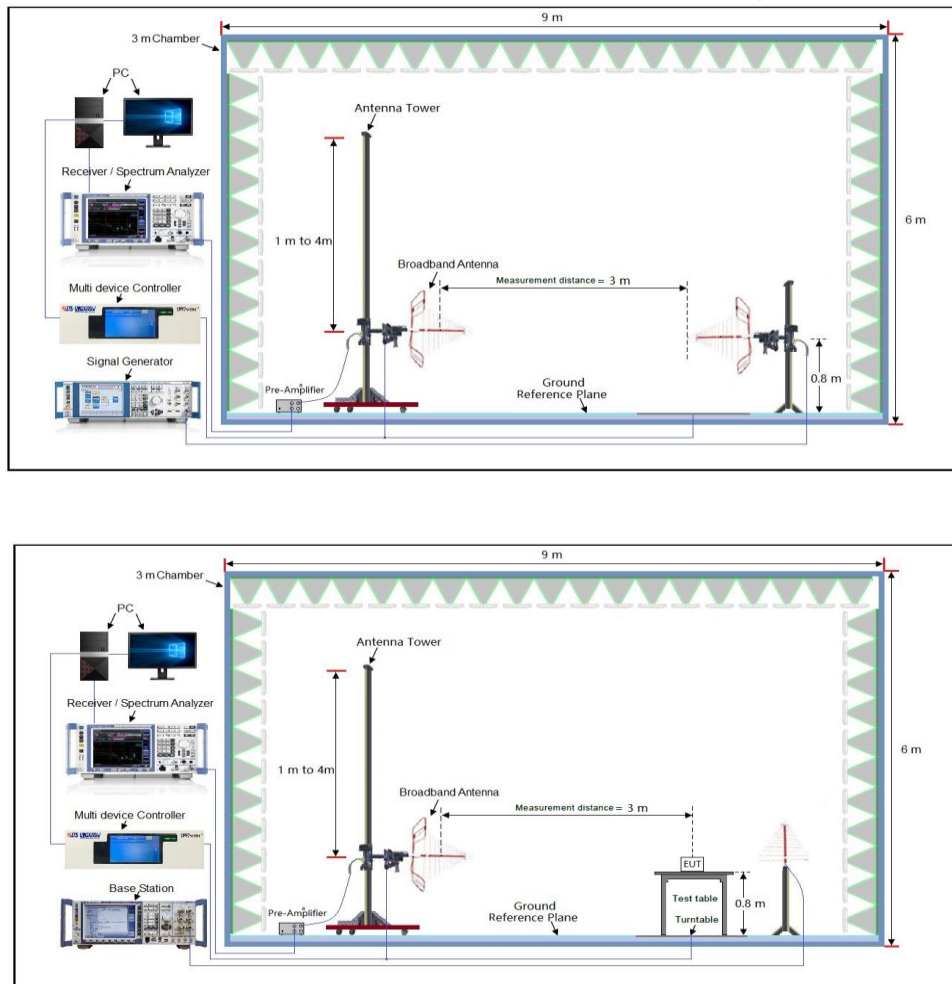 9 m
3 m Chamber
PC
Antenna Tower
Receiver / Spectrum Analyzer
6 m
1 m to 4m
Broadband Antenna
Measurement distance = 3 m
Multi device Controller
Signal Generator
Pre-Amplifier
Ground
Reference Plane
0.8 m
9 m
3 m Chamber
PC
Antenna Tower
Receiver / Spectrum Analyzer
6 m
1 m to 4m
Broadband Antenna
Measurement distance = 3 m
Multi device Controller
EUT
Base Station
Test table
0.8 m
Pre-Amplifier
Ground
Reference Plane
Turntable